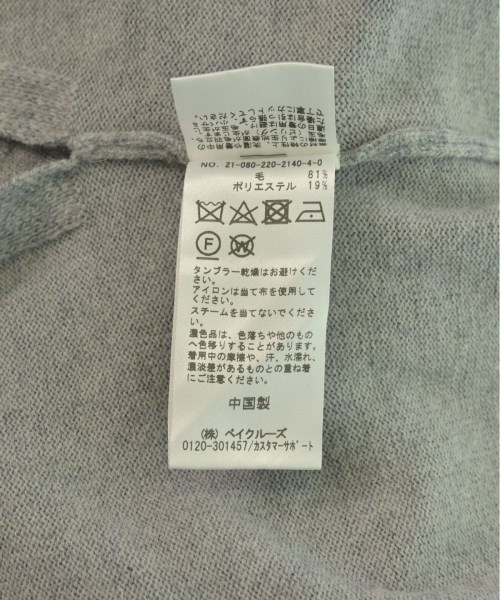 NO. 21-080-220-2140-4-0
毛 81%
ポリエステル 19%
F
W
タンブラー乾燥はお避けくだ
さい。
アイロンは当て布を使用して
ください。
スチームを当てないでくださ
い。
濃色品は、色落ちや他のもの
へ色移りすることがあります。
着用中の摩擦や、汗、水濡れ、
濃淡差があるものとの重ね着
にご注意ください。
中国製
(株) ベイクルーズ
0120-301457/カスタマーサポート